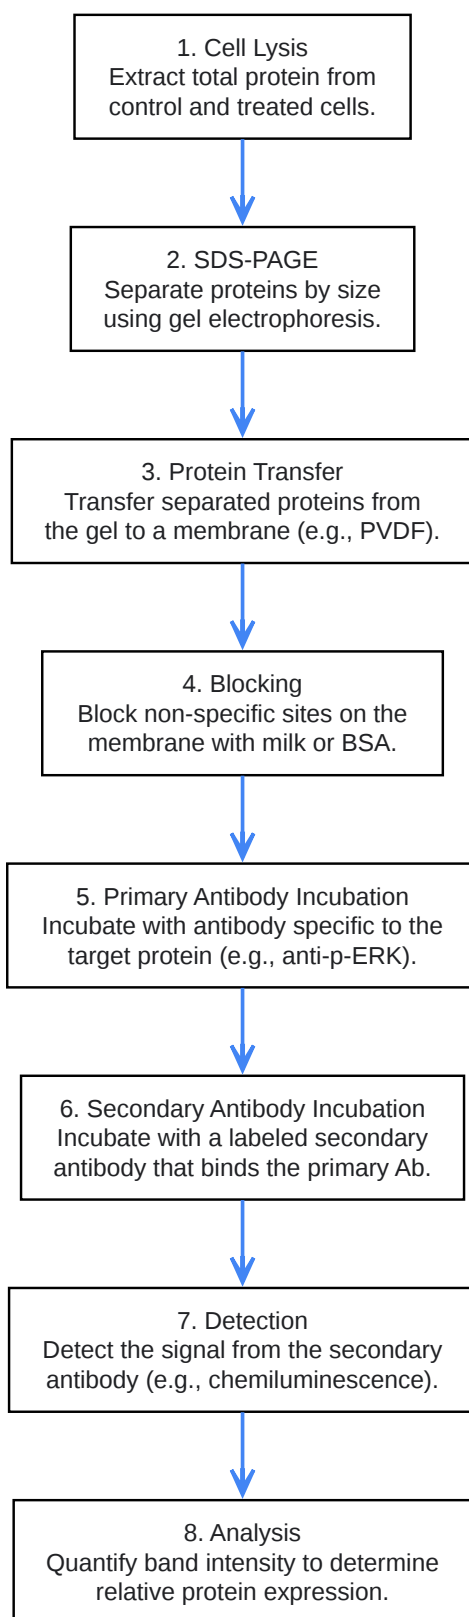 1. Cell Lysis
Extract total protein from
control and treated cells.
2. SDS-PAGE
Separate proteins by size
using gel electrophoresis.
3. Protein Transfer
Transfer separated proteins from
the gel to a membrane (e.g., PVDF).
4. Blocking
Block non-specific sites on the
membrane with milk or BSA.
5. Primary Antibody Incubation
Incubate with antibody specific to the
target protein (e.g., anti-p-ERK).
6. Secondary Antibody Incubation
Incubate with a labeled secondary
antibody that binds the primary Ab.
7. Detection
Detect the signal from the secondary
antibody (e.g., chemiluminescence).
8. Analysis
Quantify band intensity to determine
relative protein expression.